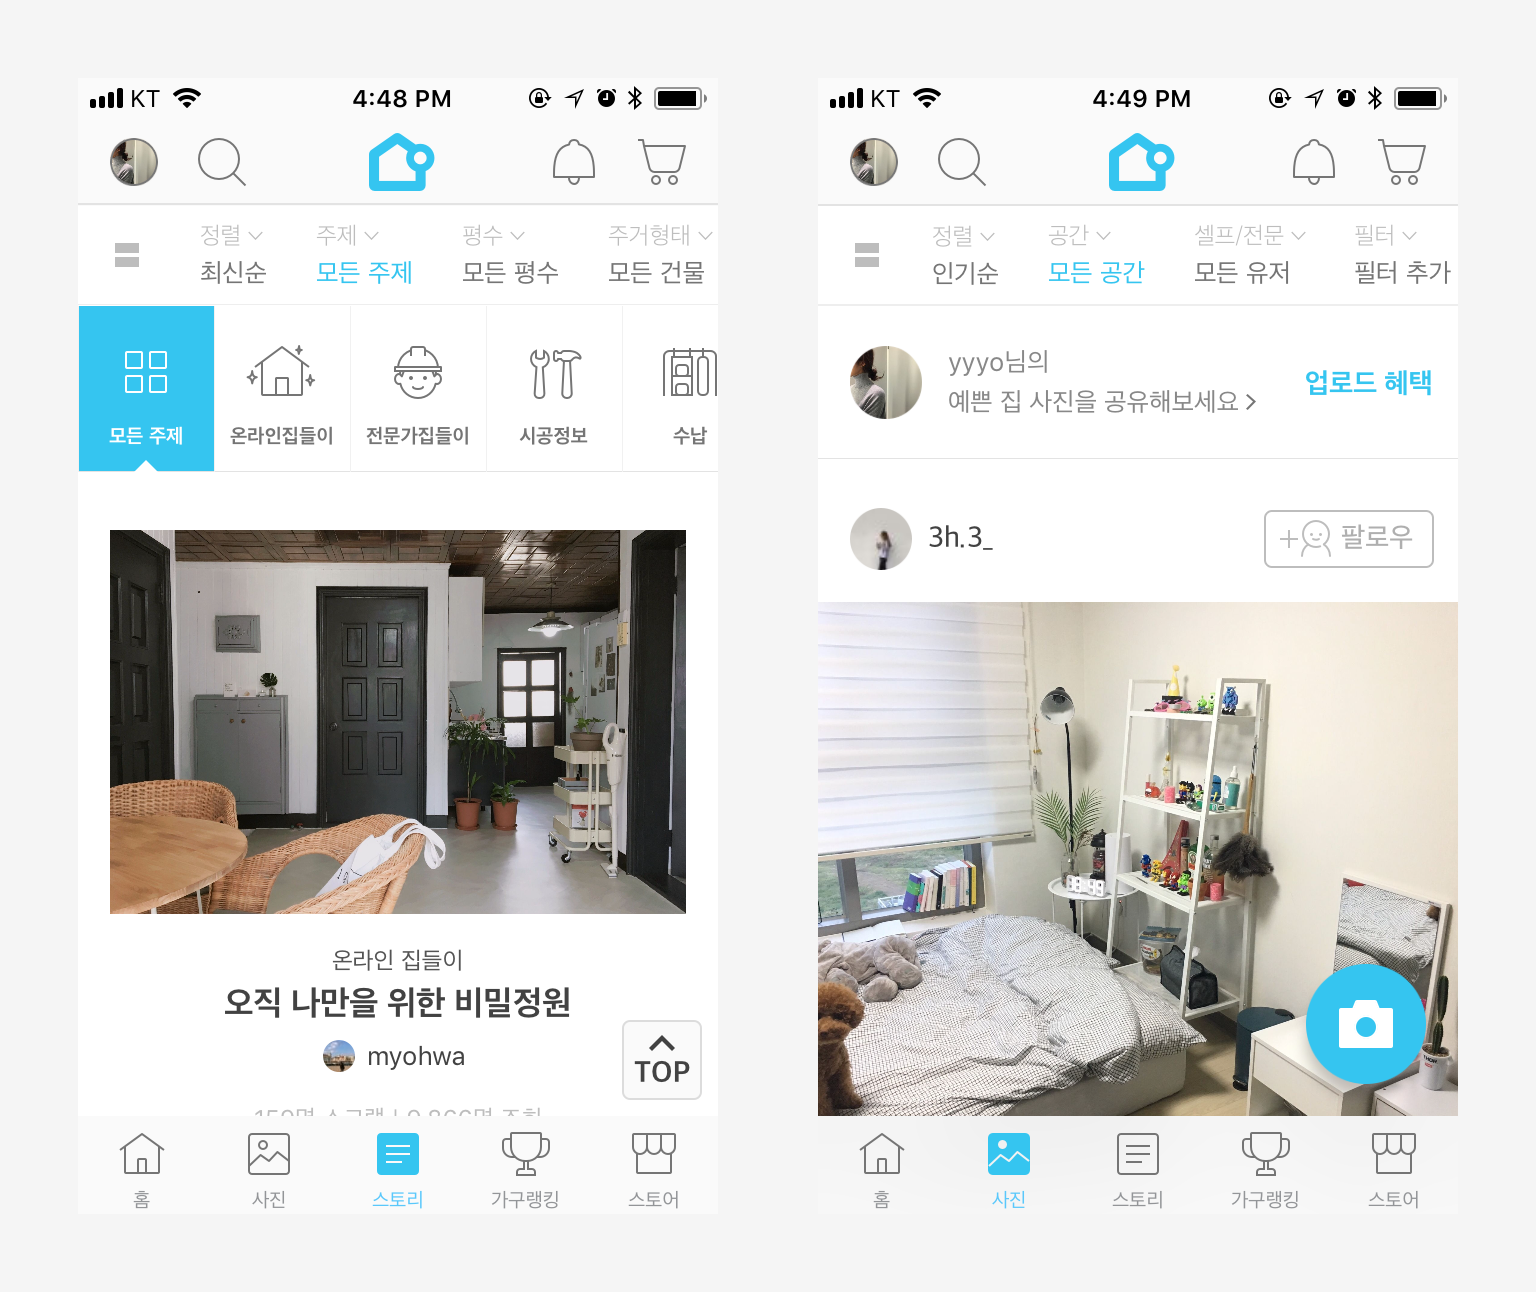 KT
4:48 PM
정렬 주제 평수 주거형태
최신순 모든 주제 모든 평수 모든 건물
모든 주제 온라인집들이 전문가집들이 시공정보 수납
온라인 집들이
오직 나만을 위한 비밀정원
myohwa
TOP
홈 사진 스토리 가구랭킹 스토어
KT
4:49 PM
정렬 공간 셀프/전문 필터
인기순 모든 공간 모든 유저 필터 추가
yyyo님의
예쁜 집 사진을 공유해보세요
업로드 혜택
3h.3_
팔로우
홈 사진 스토리 가구랭킹 스토어